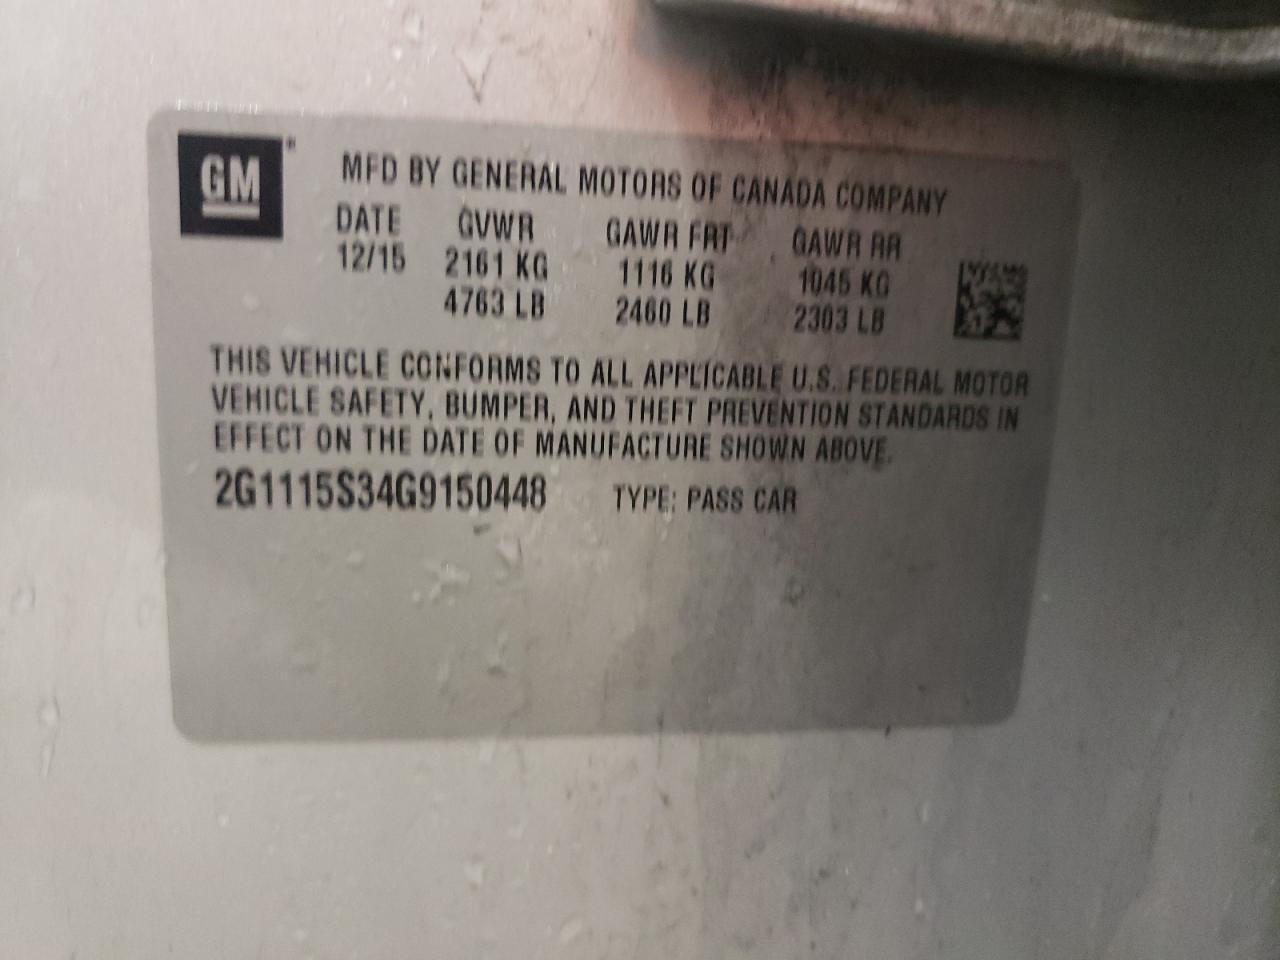 GM
MFD BY GENERAL MOTORS OF CANADA COMPANY
DATE GVWR GAWR FRT GAWR RR
12/15 2161 KG 1116 KG 1045 KG
4763 LB 2460 LB 2303 LB
THIS VEHICLE CONFORMS TO ALL APPLICABLE U.S. FEDERAL MOTOR
VEHICLE SAFETY, BUMPER, AND THEFT PREVENTION STANDARDS IN
EFFECT ON THE DATE OF MANUFACTURE SHOWN ABOVE.
2G1115S34G9150448 TYPE: PASS CAR